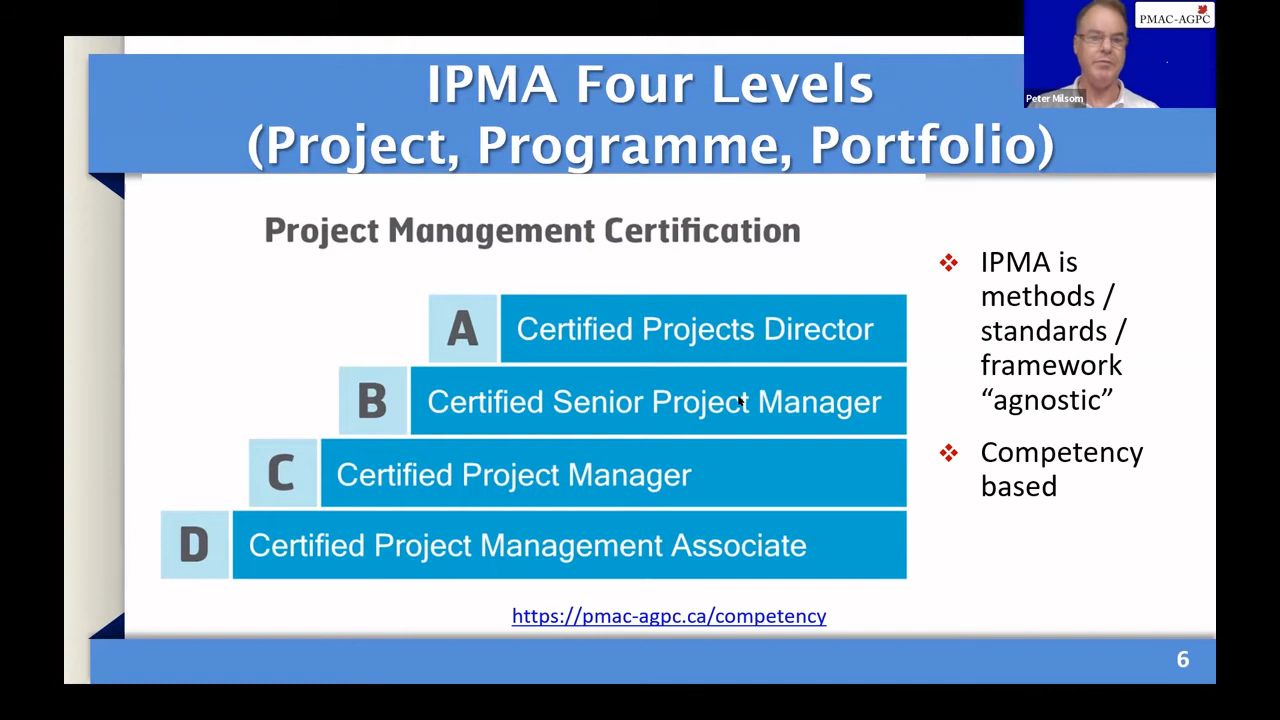 IPMA Four Levels
(Project, Programme, Portfolio)
PMAC-AGPC
Peter Milsom
Project Management Certification
A
Certified Projects Director
B
Certified Senior Project Manager
C
Certified Project Manager
D
Certified Project Management Associate
https://pmac-agpc.ca/competency
IPMA is
methods /
standards /
framework
“agnostic”
Competency
based
6